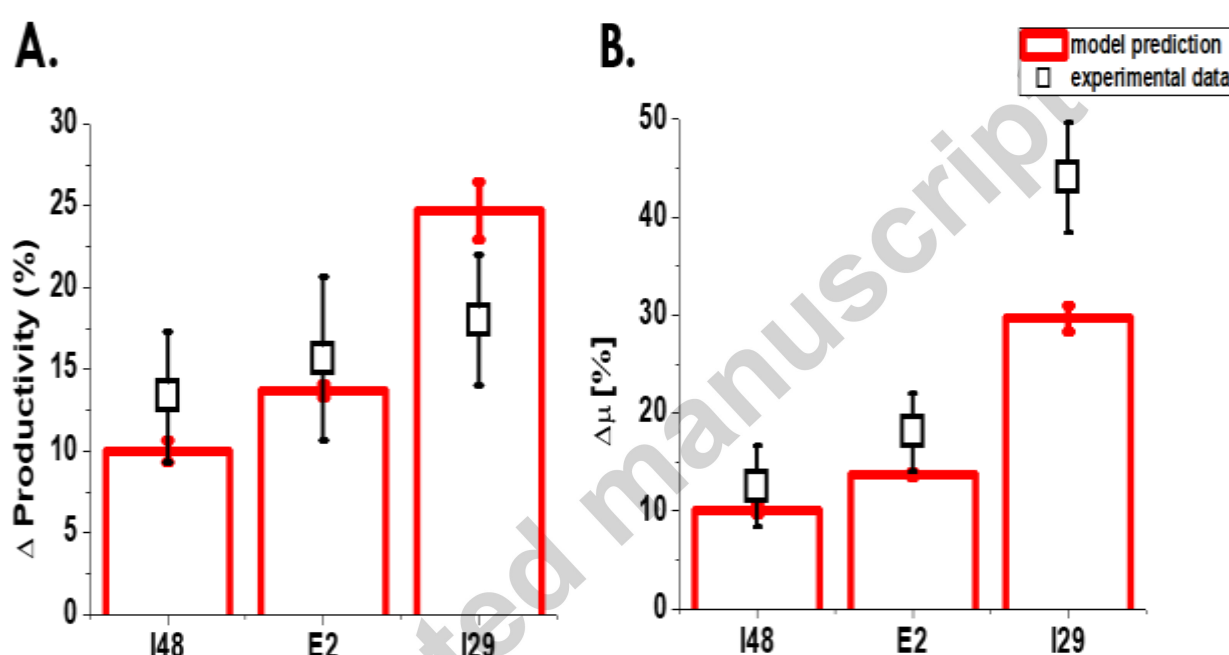 A.
Δ Productivity (%)
30
25
20
15
10
5
0
I48
E2
I29
B.
model prediction
experimental data
Δμ [%]
50
40
30
20
10
0
I48
E2
I29
ted manuscript